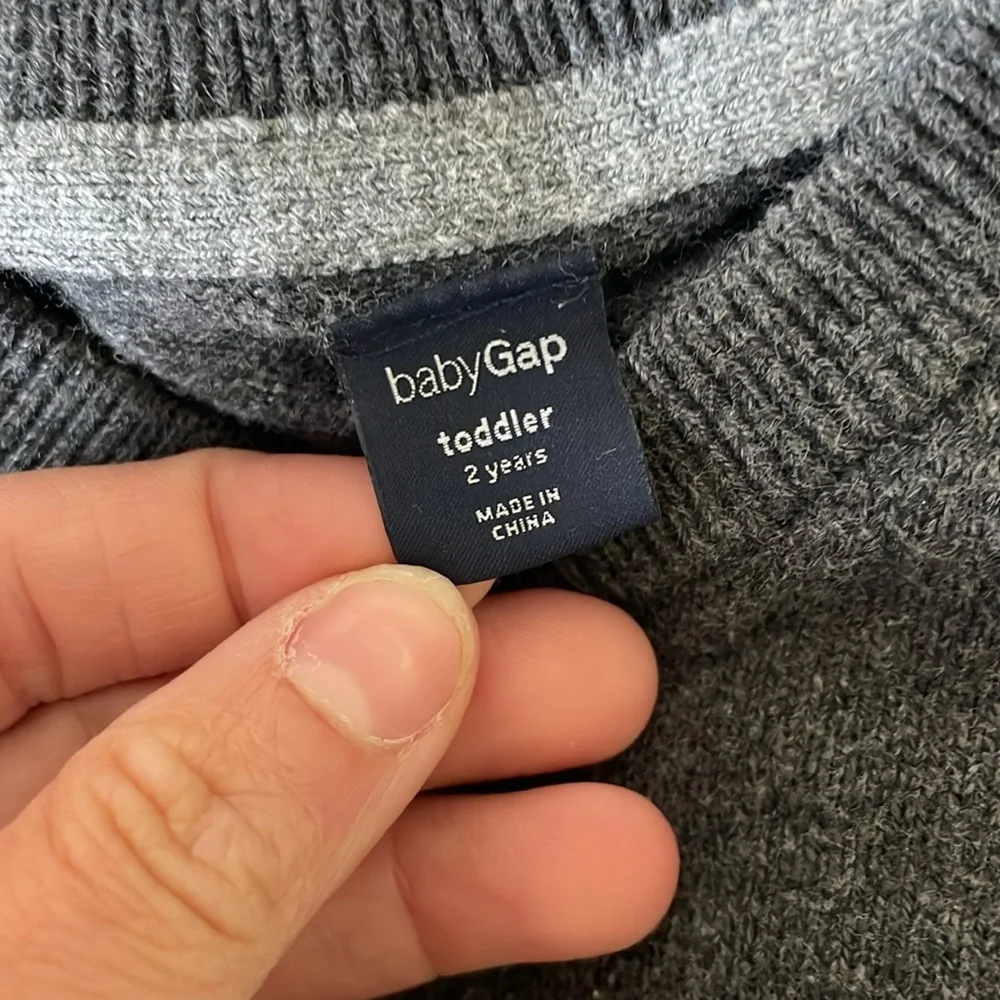 babyGap
toddler
2 years
MADE IN
CHINA